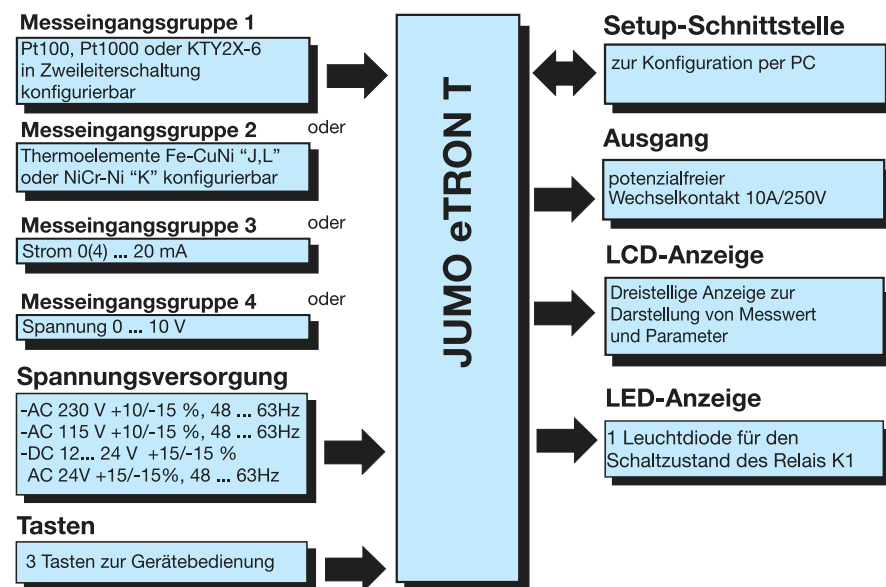 Messeingangsgruppe 1
Pt100, Pt1000 oder KTY2X-6
in Zweileiterschaltung
konfigurierbar
Messeingangsgruppe 2
oder
Thermoelemente Fe-CuNi “J,L”
oder NiCr-Ni “K” konfigurierbar
Messeingangsgruppe 3
oder
Strom 0(4) ... 20 mA
Messeingangsgruppe 4
oder
Spannung 0 ... 10 V
Spannungsversorgung
-AC 230 V +10/-15 %, 48 ... 63Hz
-AC 115 V +10/-15 %, 48 ... 63Hz
-DC 12... 24 V +15/-15 %
AC 24V +15/-15%, 48 ... 63Hz
Tasten
3 Tasten zur Gerätebedienung
JUMO eTRON T
Setup-Schnittstelle
zur Konfiguration per PC
Ausgang
potenzialfreier
Wechselkontakt 10A/250V
LCD-Anzeige
Dreistellige Anzeige zur
Darstellung von Messwert
und Parameter
LED-Anzeige
1 Leuchtdiode für den
Schaltzustand des Relais K1